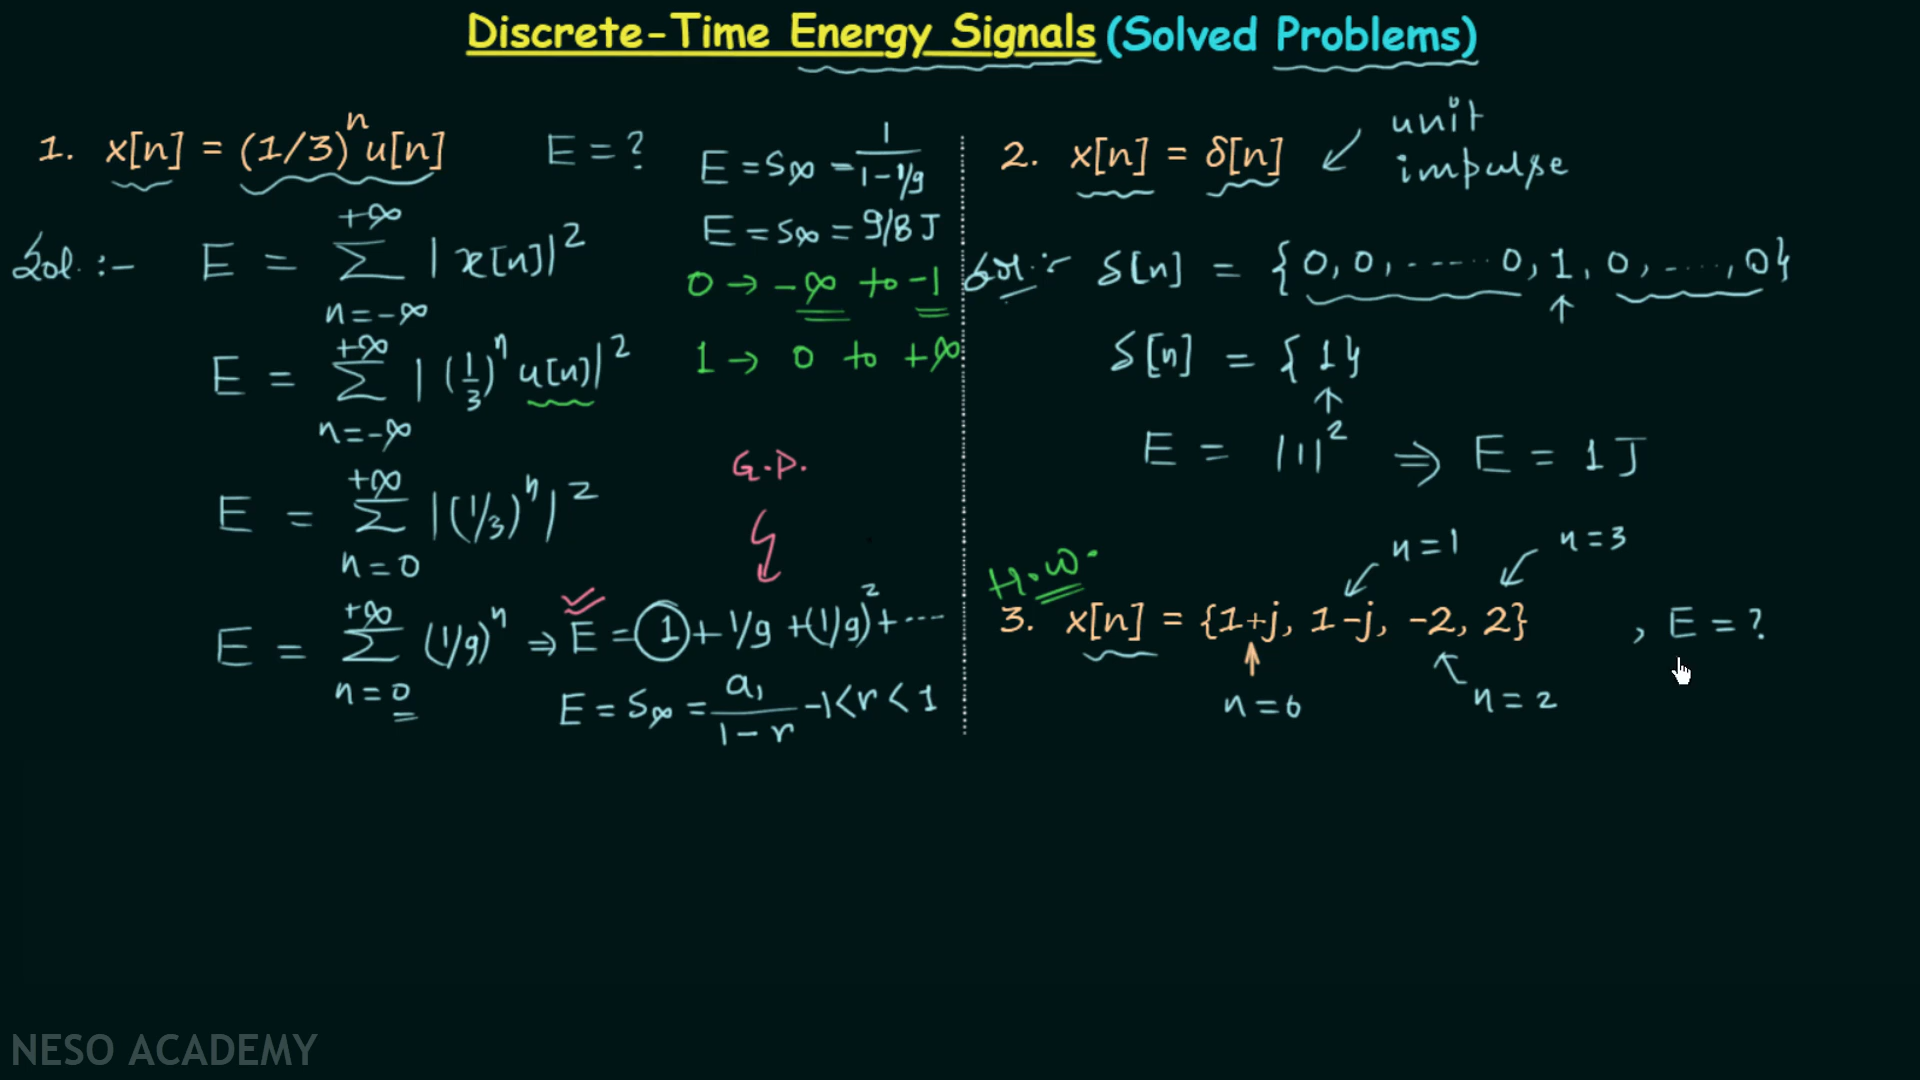 Discrete-Time Energy Signals (Solved Problems)
1. x[n] = (1/3)^n u[n]   E = ?
Sol. :- E = Σ_{n=-∞}^{+∞} |x[n]|^2
E = Σ_{n=-∞}^{+∞} |(1/3)^n u[n]|^2
E = Σ_{n=0}^{+∞} |(1/3)^n|^2
E = Σ_{n=0}^{+∞} (1/9)^n ⇒ E = 1 + 1/9 + (1/9)^2 + ...
E = S∞ = a₁/(1-r)   -1<r<1
G.P.
E = S∞ = 1/(1-1/9)
E = S∞ = 9/8 J
0 → -∞ to -1
1 → 0 to +∞
2. x[n] = δ[n] ↙ unit impulse
Sol. :- δ[n] = {0, 0, ..... 0, 1, 0, ...., 0}
↑
δ[n] = {1}
↑
E = |1|^2 ⇒ E = 1 J
H.W.
n=1   n=3
3. x[n] = {1+j, 1-j, -2, 2}   , E = ?
↑
n=0   n=2
NESO ACADEMY